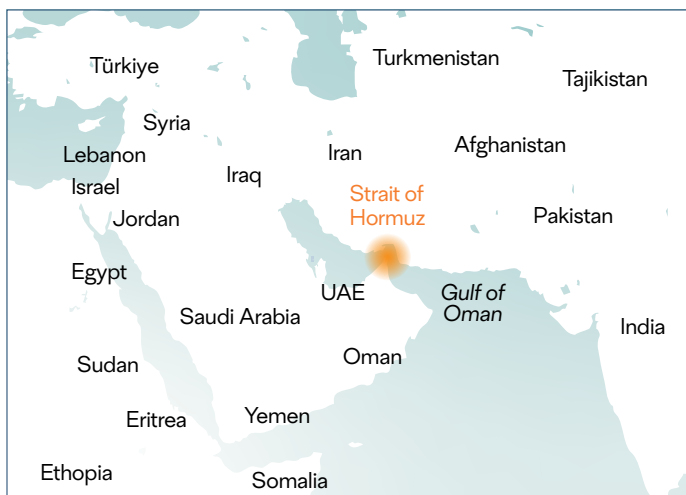 Türkiye
Turkmenistan
Tajikistan
Syria
Lebanon
Iran
Afghanistan
Israel
Iraq
Strait of
Hormuz
Jordan
Pakistan
Egypt
UAE
Gulf of
Oman
Saudi Arabia
India
Sudan
Oman
Eritrea
Yemen
Ethopia
Somalia